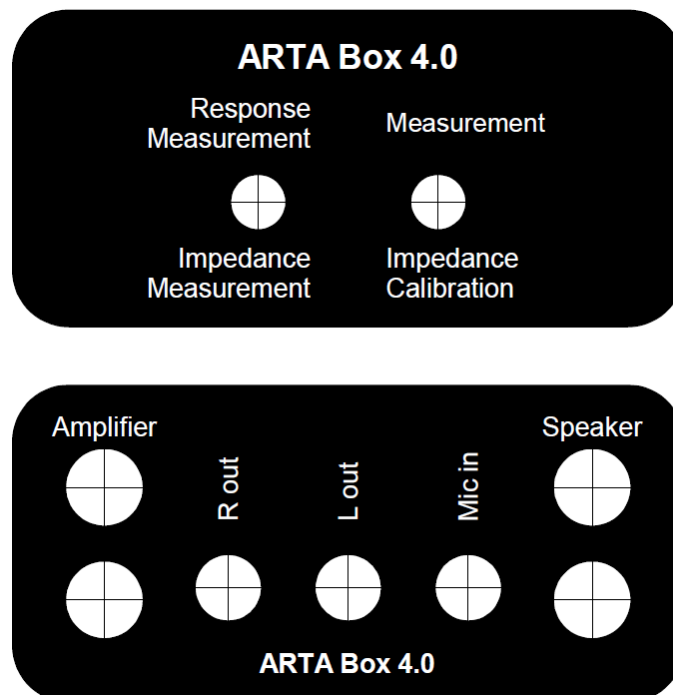 ARTA Box 4.0
Response
Measurement
Measurement
Impedance
Measurement
Impedance
Calibration
Amplifier
R out
L out
Mic in
Speaker
ARTA Box 4.0